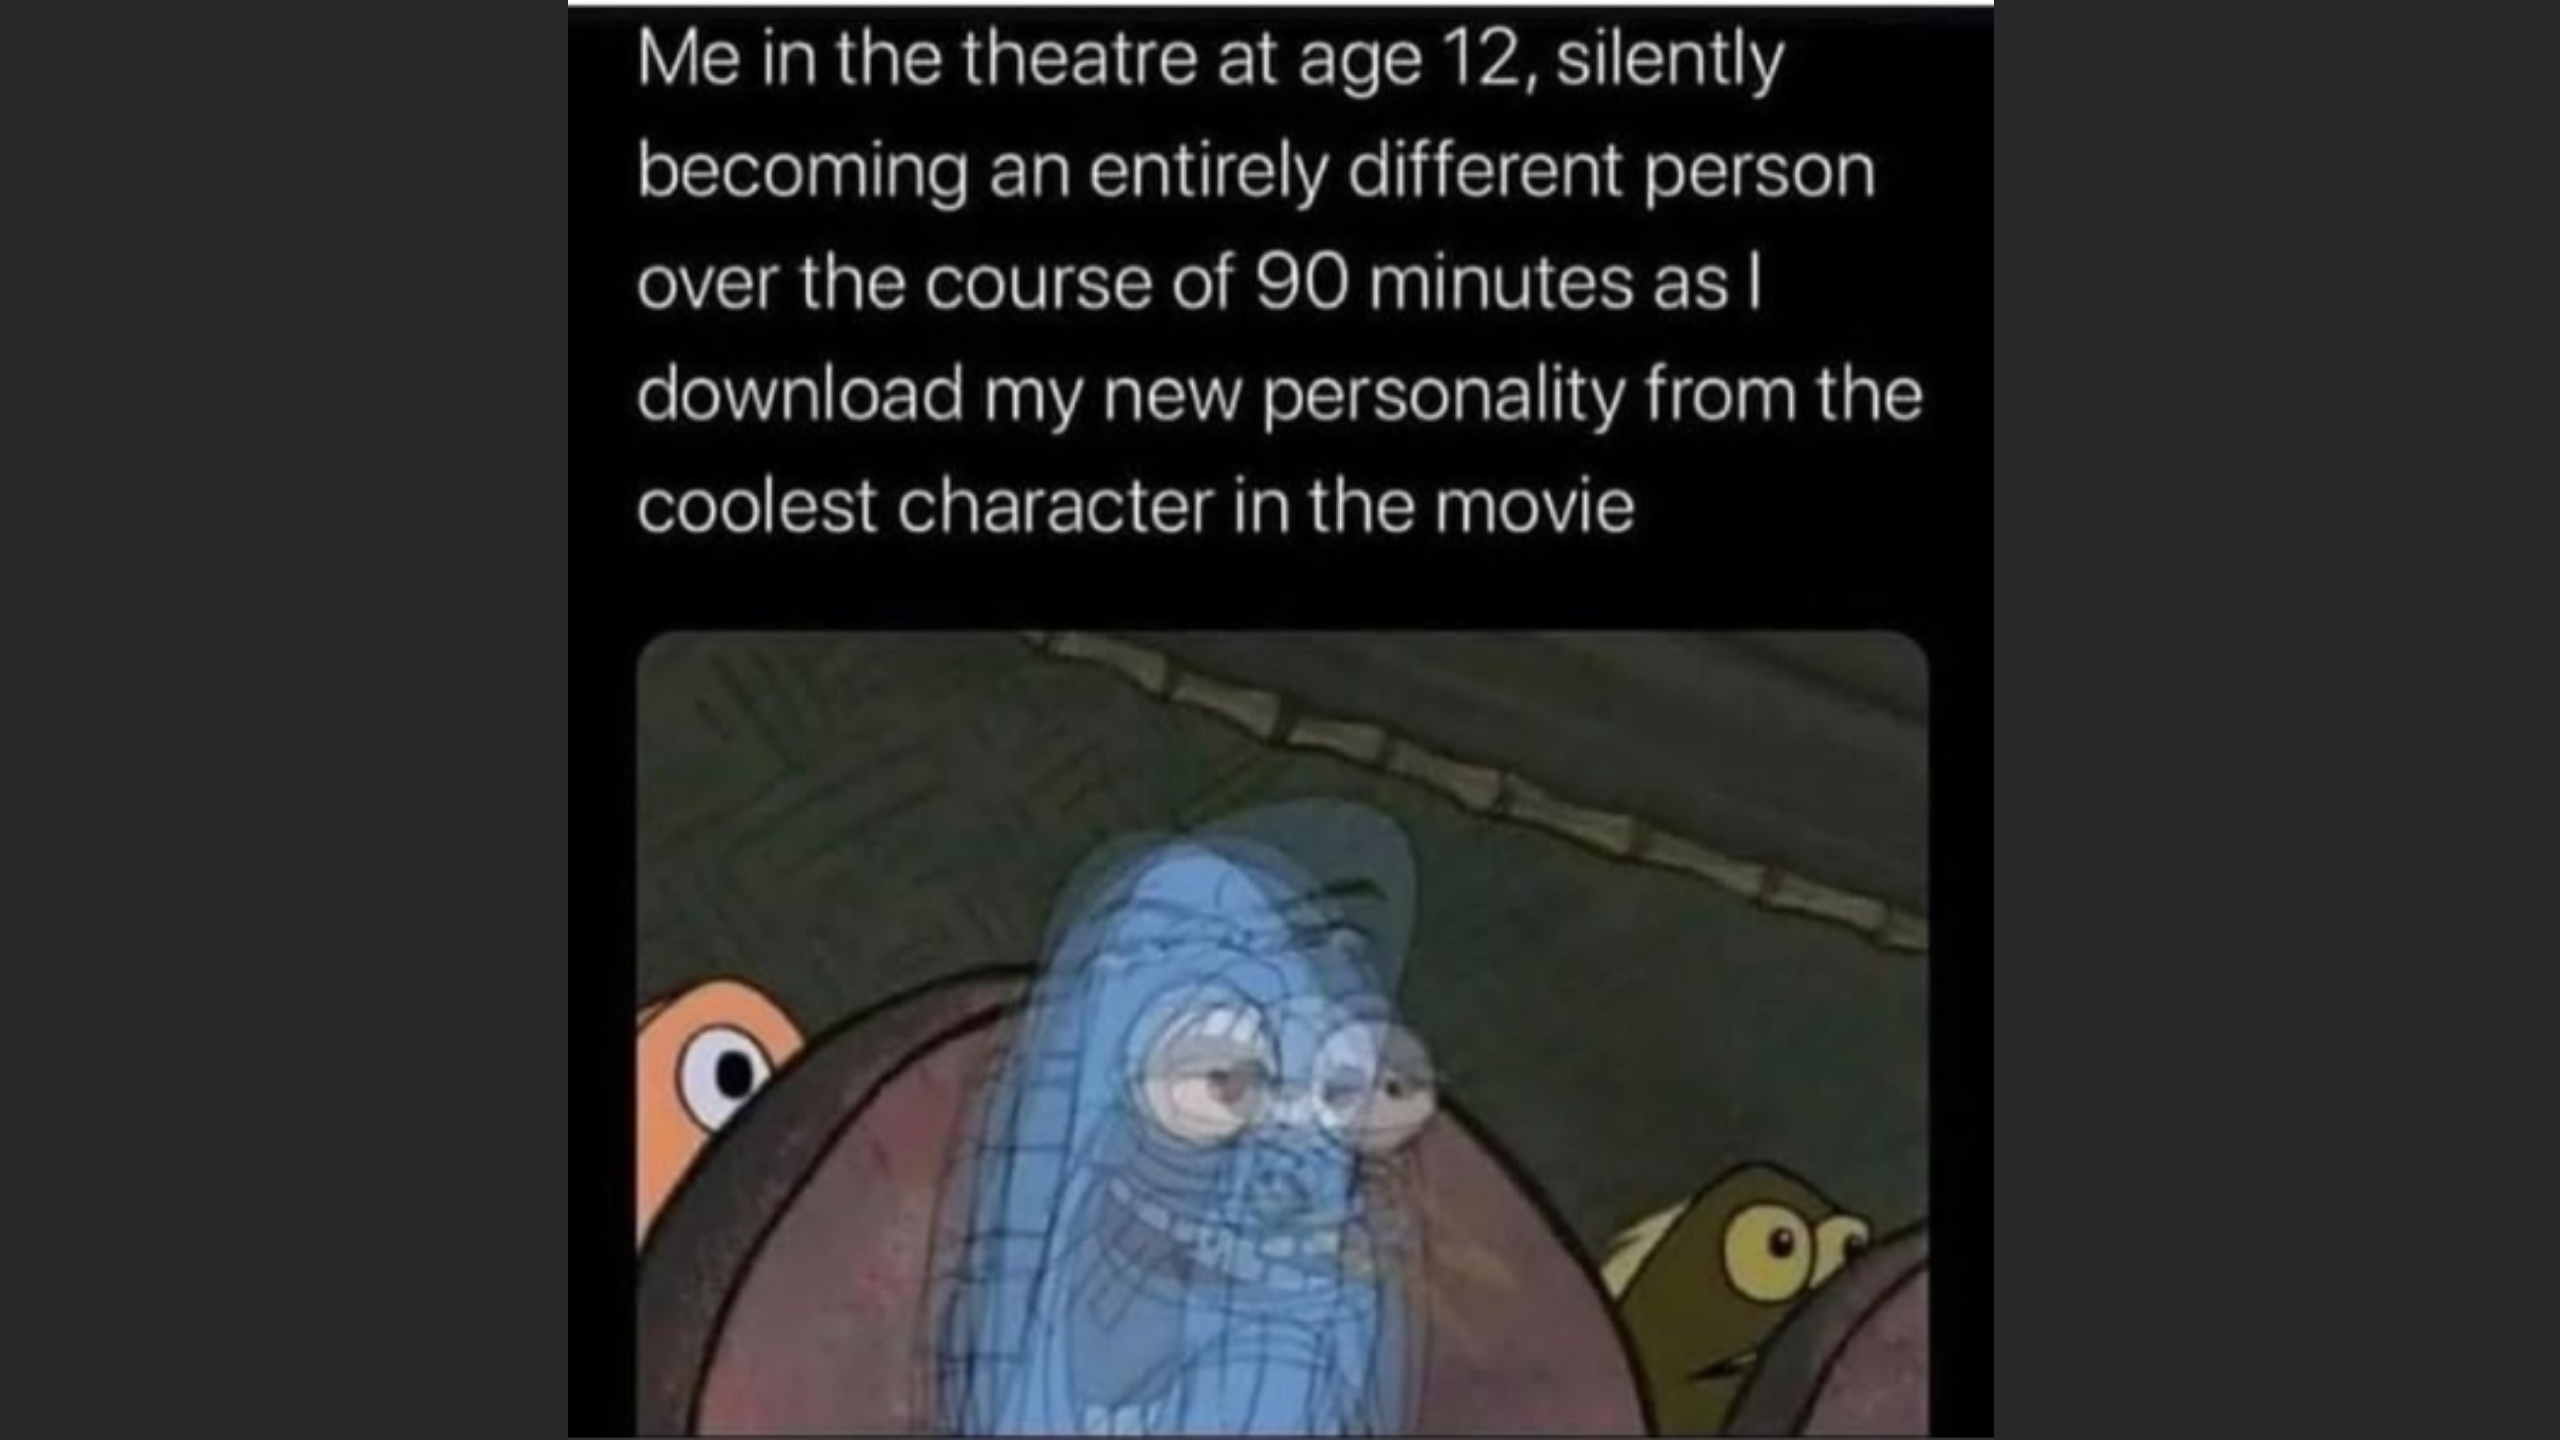 Me in the theatre at age 12, silently
becoming an entirely different person
over the course of 90 minutes as I
download my new personality from the
coolest character in the movie